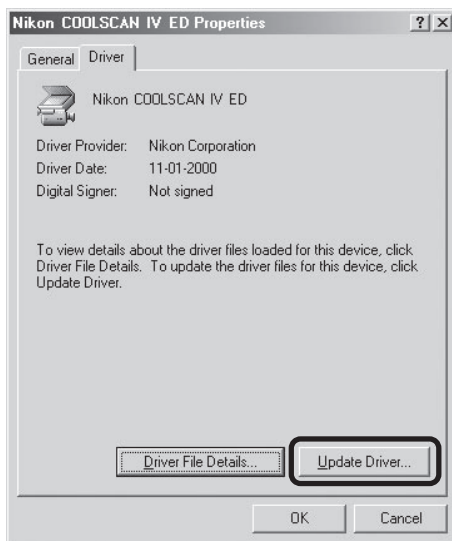 Nikon COOLSCAN IV ED Properties ? ×
General Driver
Nikon COOLSCAN IV ED
Driver Provider: Nikon Corporation
Driver Date: 11-01-2000
Digital Signer: Not signed
To view details about the driver files loaded for this device, click
Driver File Details. To update the driver files for this device, click
Update Driver.
Driver File Details... Update Driver...
OK Cancel